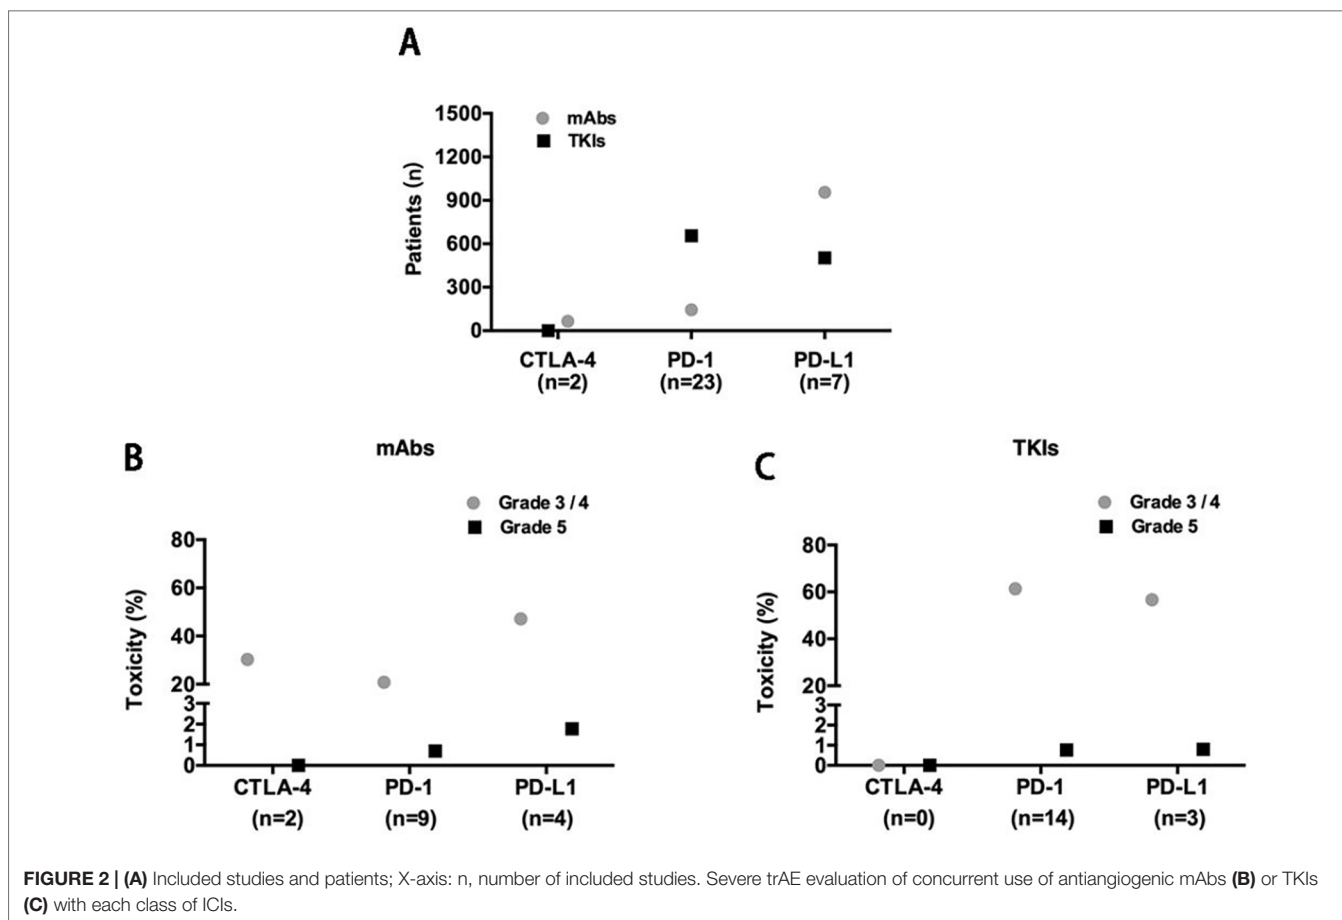 A
1500
1200
900
600
300
0
Patients (n)
mAbs
TKIs
CTLA-4 PD-1 PD-L1
(n=2) (n=23) (n=7)
B
mAbs
Grade 3 / 4
Grade 5
80
60
40
20
3
2
1
0
Toxicity (%)
CTLA-4 PD-1 PD-L1
(n=2) (n=9) (n=4)
C
TKIs
Grade 3 / 4
Grade 5
80
60
40
20
3
2
1
0
Toxicity (%)
CTLA-4 PD-1 PD-L1
(n=0) (n=14) (n=3)
FIGURE 2 | (A) Included studies and patients; X-axis: n, number of included studies. Severe trAE evaluation of concurrent use of antiangiogenic mAbs (B) or TKIs
(C) with each class of ICIs.